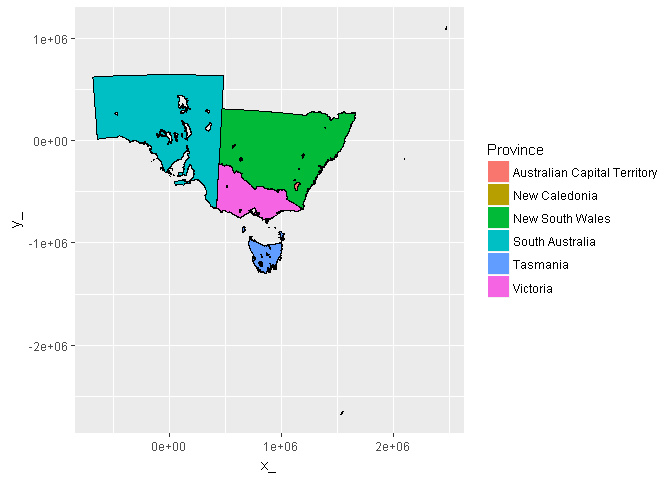 1e+06
0e+00
-1e+06
-2e+06
y_
0e+00
1e+06
2e+06
x_
Province
Australian Capital Territory
New Caledonia
New South Wales
South Australia
Tasmania
Victoria